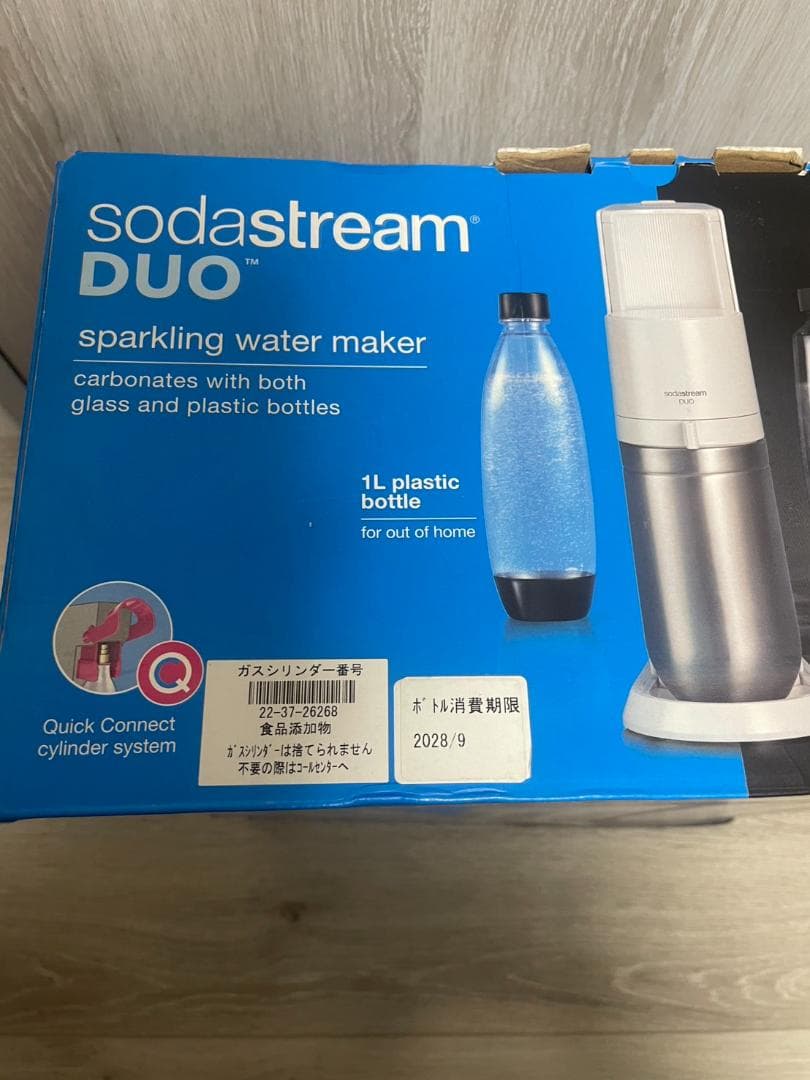 sodastream®
DUO™
sparkling water maker
carbonates with both
glass and plastic bottles
1L plastic
bottle
for out of home
sodastream
DUO
Quick Connect
cylinder system
ガスシリンダー番号
22-37-26268
食品添加物
ガスシリンダーは捨てられません
不要の際はコールセンターへ
ボトル消費期限
2028/9